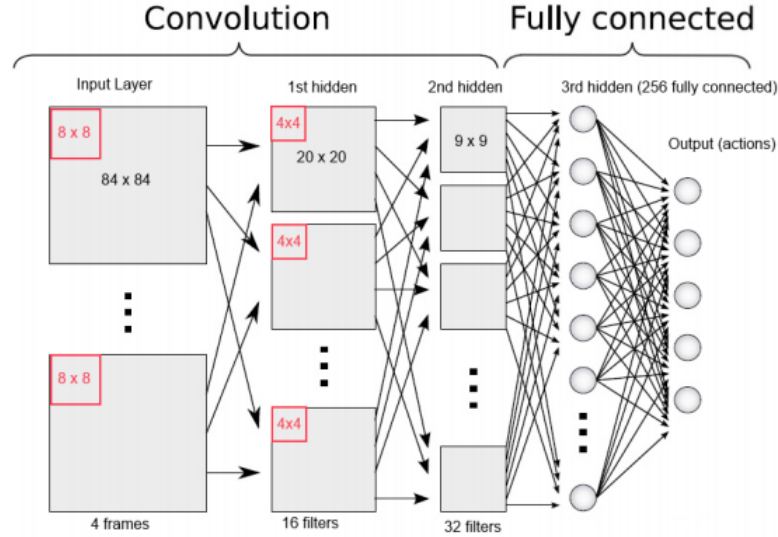 Convolution
Fully connected
Input Layer
1st hidden
2nd hidden
3rd hidden (256 fully connected)
8 x 8
4x4
84 x 84
20 x 20
9 x 9
Output (actions)
4x4
8 x 8
4x4
4 frames
16 filters
32 filters